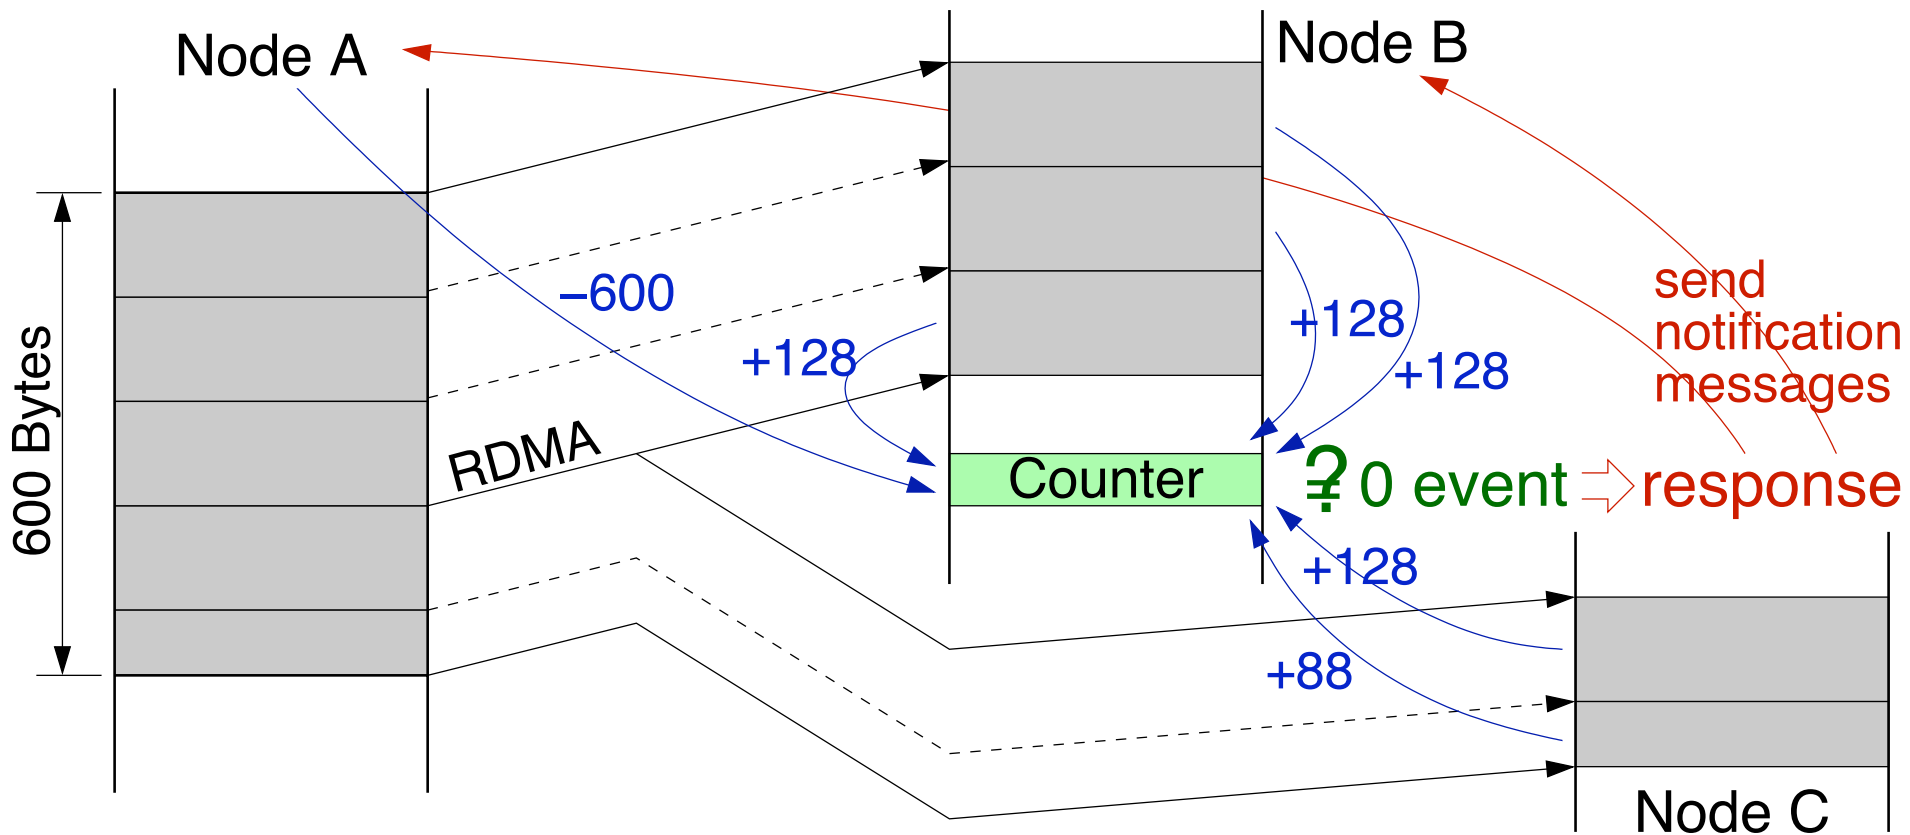 Node A
Node B
600 Bytes
–600
+128
+128
+128
send
notification
messages
RDMA
Counter
? = 0 event
response
+128
+88
Node C